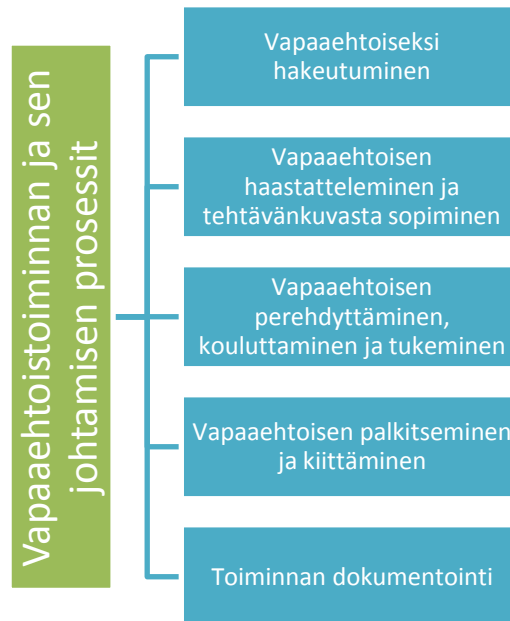 Vapaaehtoistoiminnan ja sen
johtamisen prosessit
Vapaaehtoiseksi
hakeutuminen
Vapaaehtoisen
haastatteleminen ja
tehtävänkuvasta sopiminen
Vapaaehtoisen
perehdyttäminen,
kouluttaminen ja tukeminen
Vapaaehtoisen palkitseminen
ja kiittäminen
Toiminnan dokumentointi